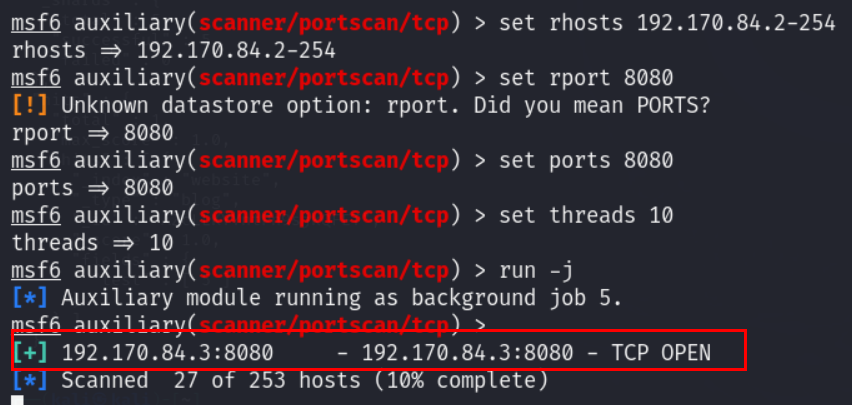 msf6 auxiliary(scanner/portscan/tcp) > set rhosts 192.170.84.2-254
rhosts ⇒ 192.170.84.2-254
msf6 auxiliary(scanner/portscan/tcp) > set rport 8080
[!] Unknown datastore option: rport. Did you mean PORTS?
rport ⇒ 8080
msf6 auxiliary(scanner/portscan/tcp) > set ports 8080
ports ⇒ 8080
msf6 auxiliary(scanner/portscan/tcp) > set threads 10
threads ⇒ 10
msf6 auxiliary(scanner/portscan/tcp) > run -j
[*] Auxiliary module running as background job 5.
msf6 auxiliary(scanner/portscan/tcp) >
[+] 192.170.84.3:8080     - 192.170.84.3:8080 - TCP OPEN
[*] Scanned  27 of 253 hosts (10% complete)